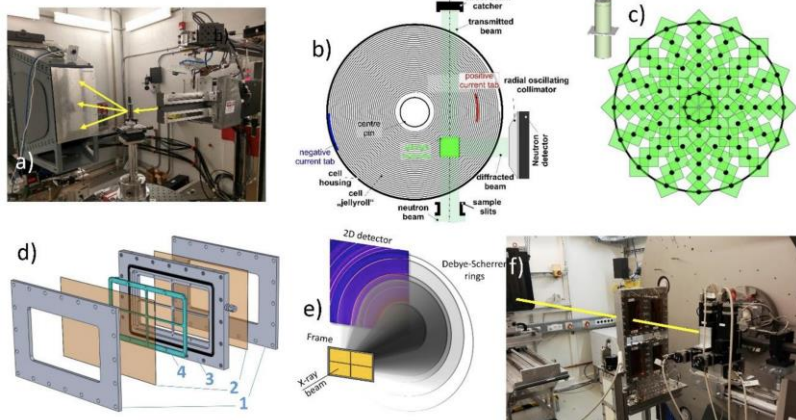 a)
b)
catcher
transmitted
beam
positive
current tab
radial oscillating
collimator
Neutron
detector
centre
pin
negative
current tab
cell
housing
cell
„jellyroll“
neutron
beam
diffracted
beam
sample
slits
c)
d)
1
2
3
4
e)
2D detector
Debye-Scherrer
rings
Frame
X-ray
beam
f)